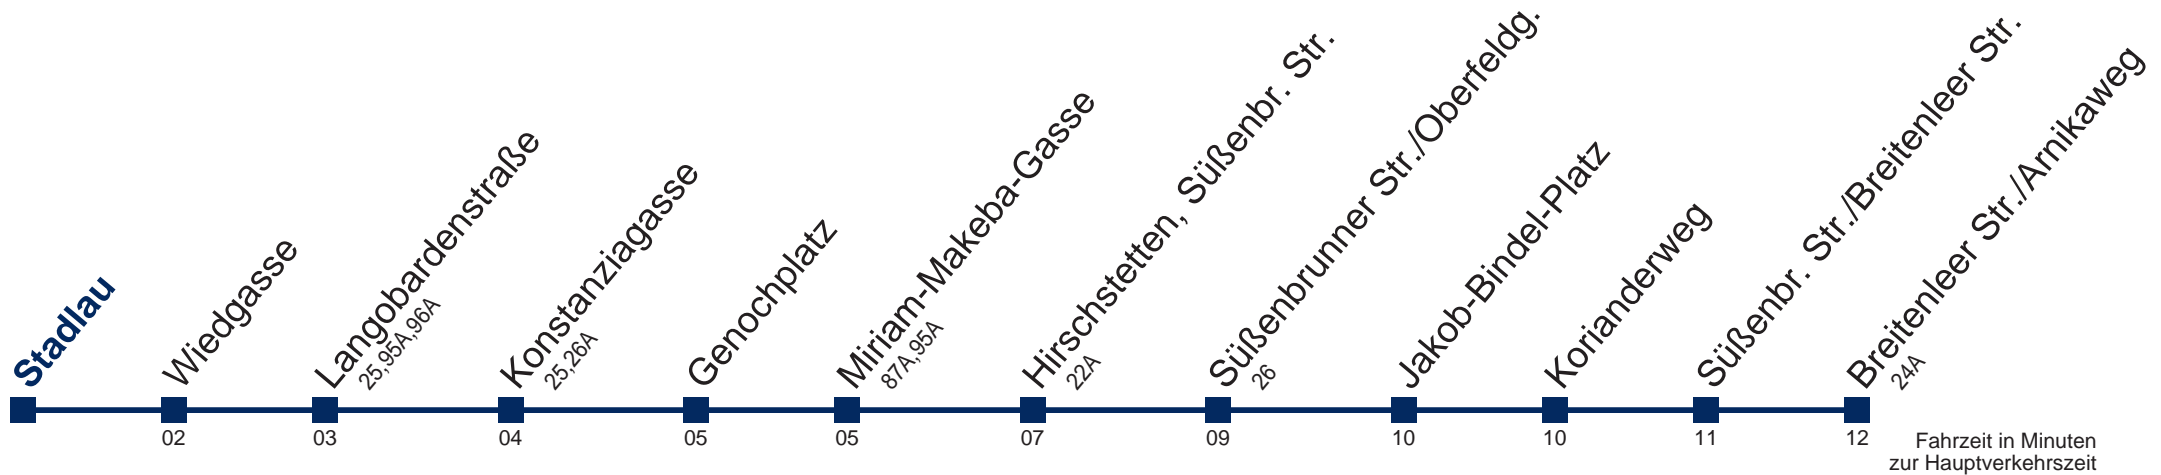 Stadlau
Wiedgasse
Langobardenstraße
25,95A,96A
Konstanziagasse
25,26A
Genochplatz
Miriam-Makeba-Gasse
87A,95A
Hirschstetten, Süßenbr. Str.
22A
Süßenbrunner Str./Oberfeldg.
26
Jakob-Bindel-Platz
Korianderweg
Süßenbr. Str./Breitenleer Str.
Breitenleer Str./Arnikaweg
24A
02 03 04 05 05 07 09 10 10 11 12
Fahrzeit in Minuten
zur Hauptverkehrszeit